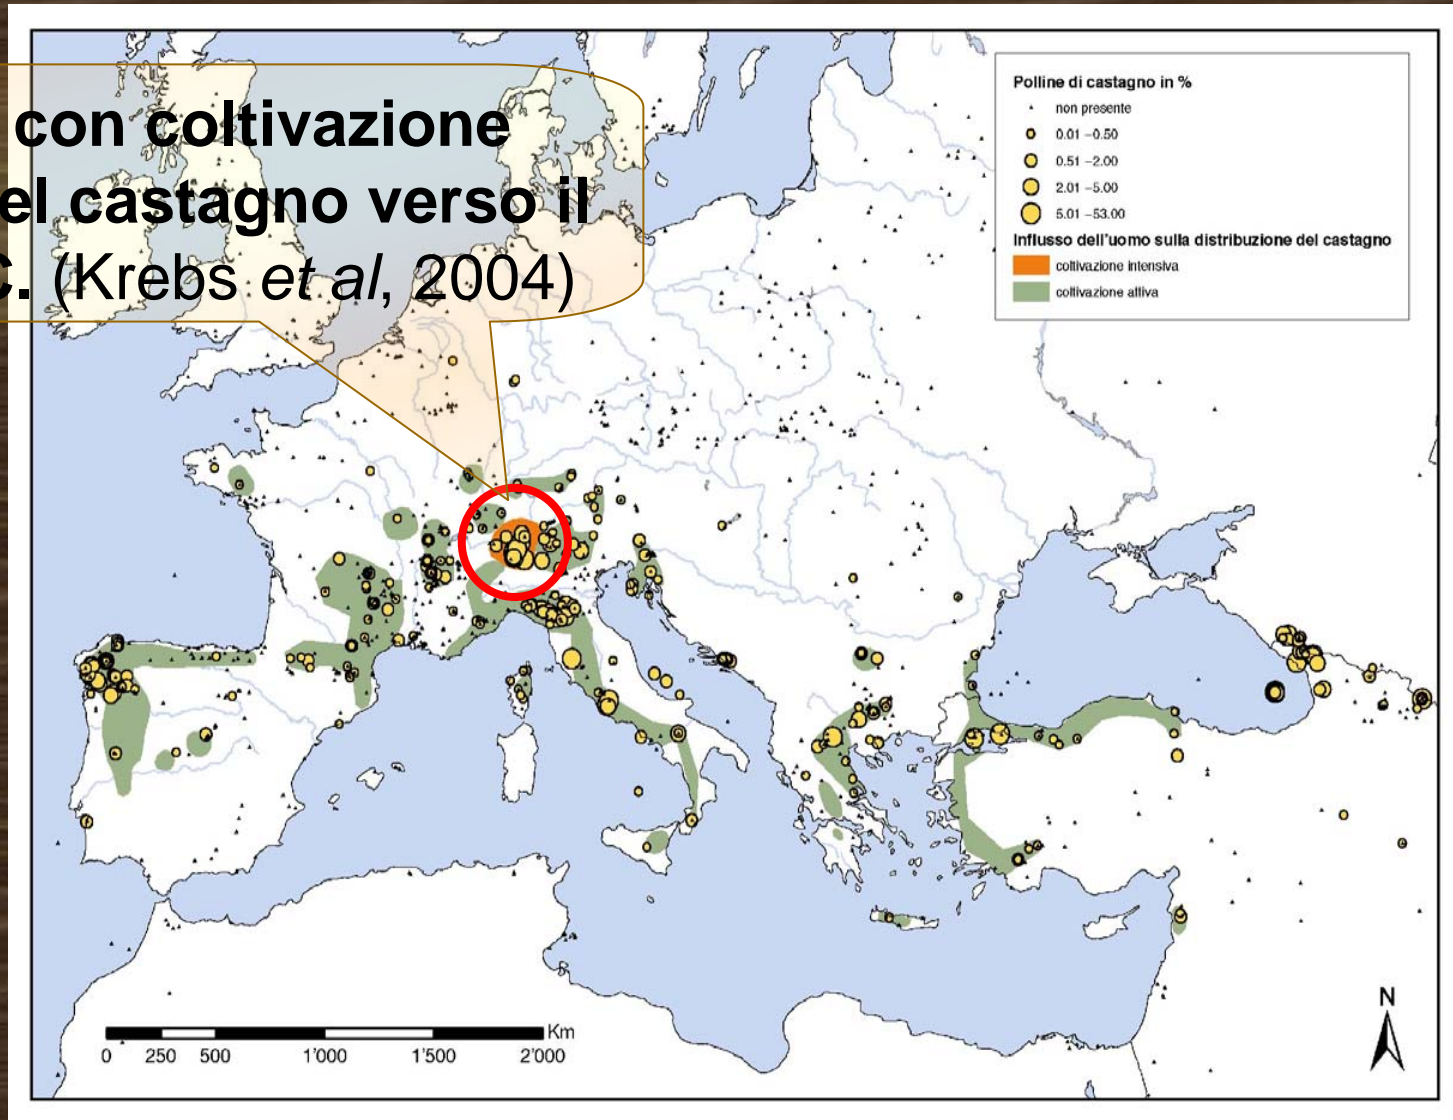 con coltivazione
el castagno verso il
C. (Krebs et al, 2004)
Polline di castagno in %
non presente
0.01 –0.50
0.51 –2.00
2.01 –5.00
5.01 –53.00
Influsso dell'uomo sulla distribuzione del castagno
coltivazione intensiva
coltivazione attiva
N
Km
0 250 500 1'000 1'500 2'000